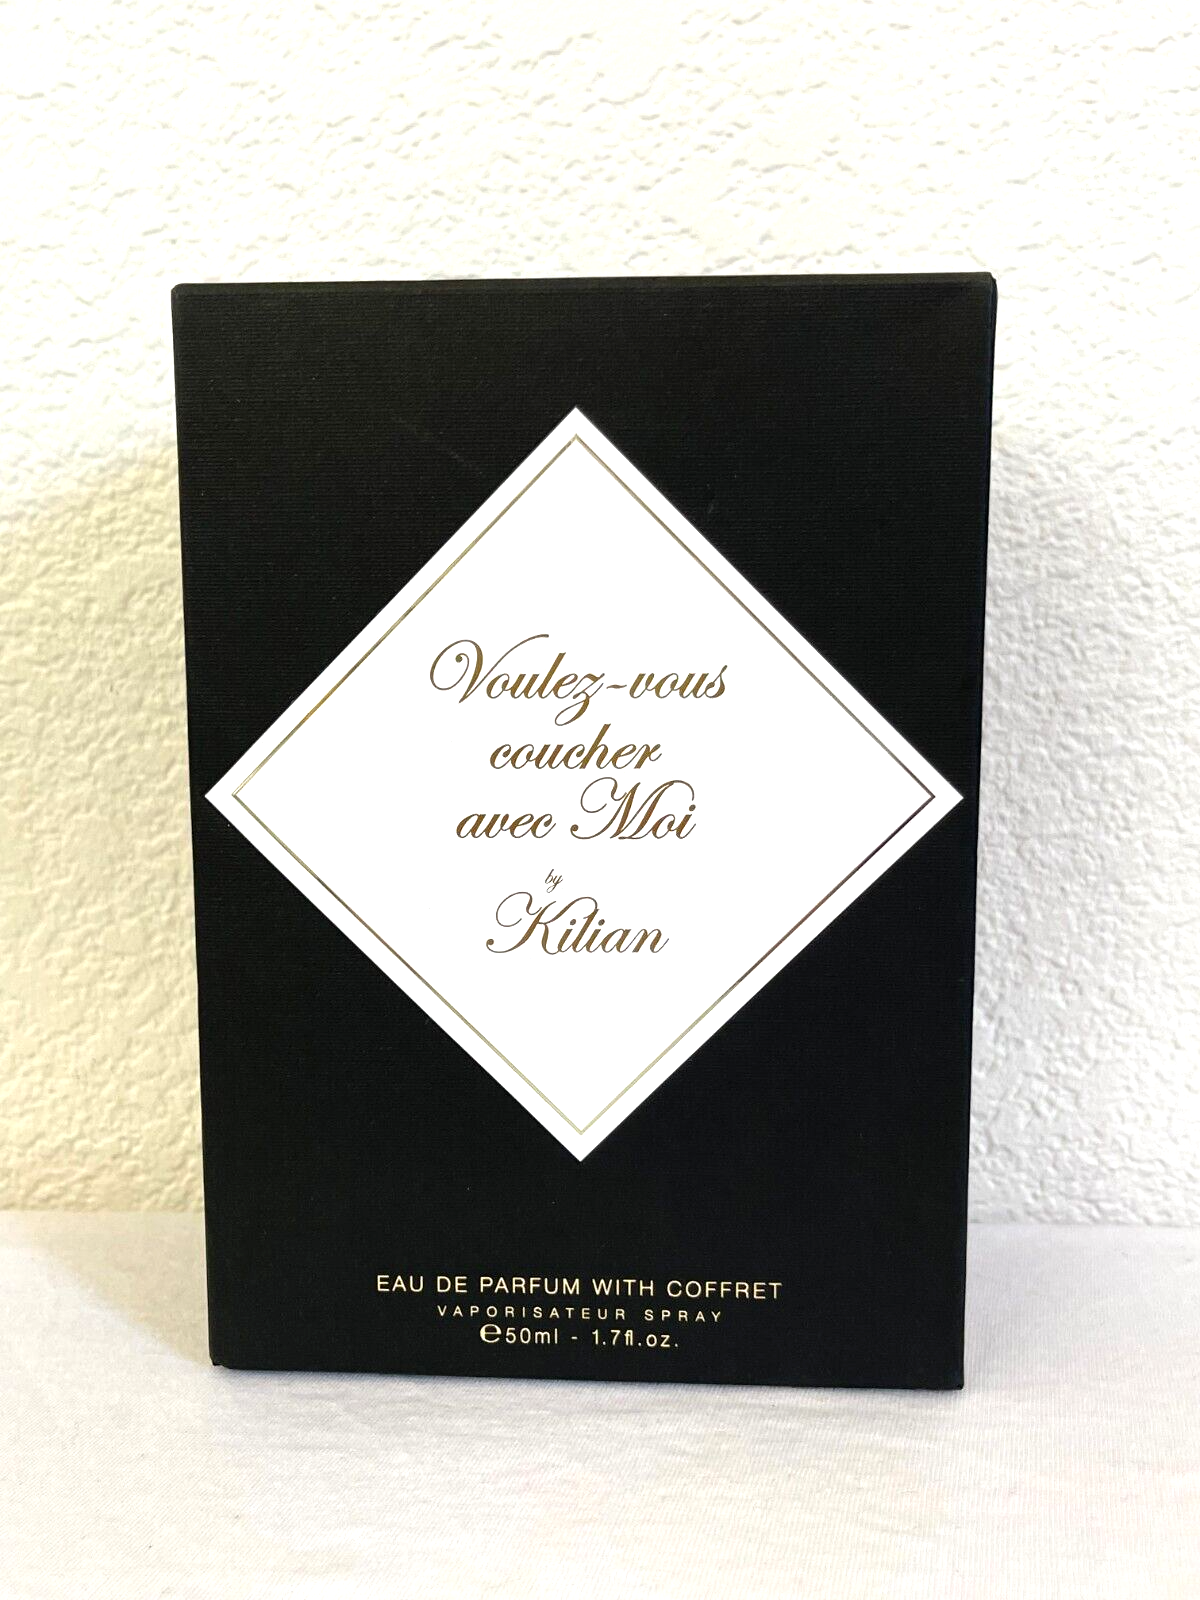 Voulez-vous
coucher
avec Moi
by
Kilian
EAU DE PARFUM WITH COFFRET
VAPORISATEUR SPRAY
℮50ml - 1.7fl.oz.